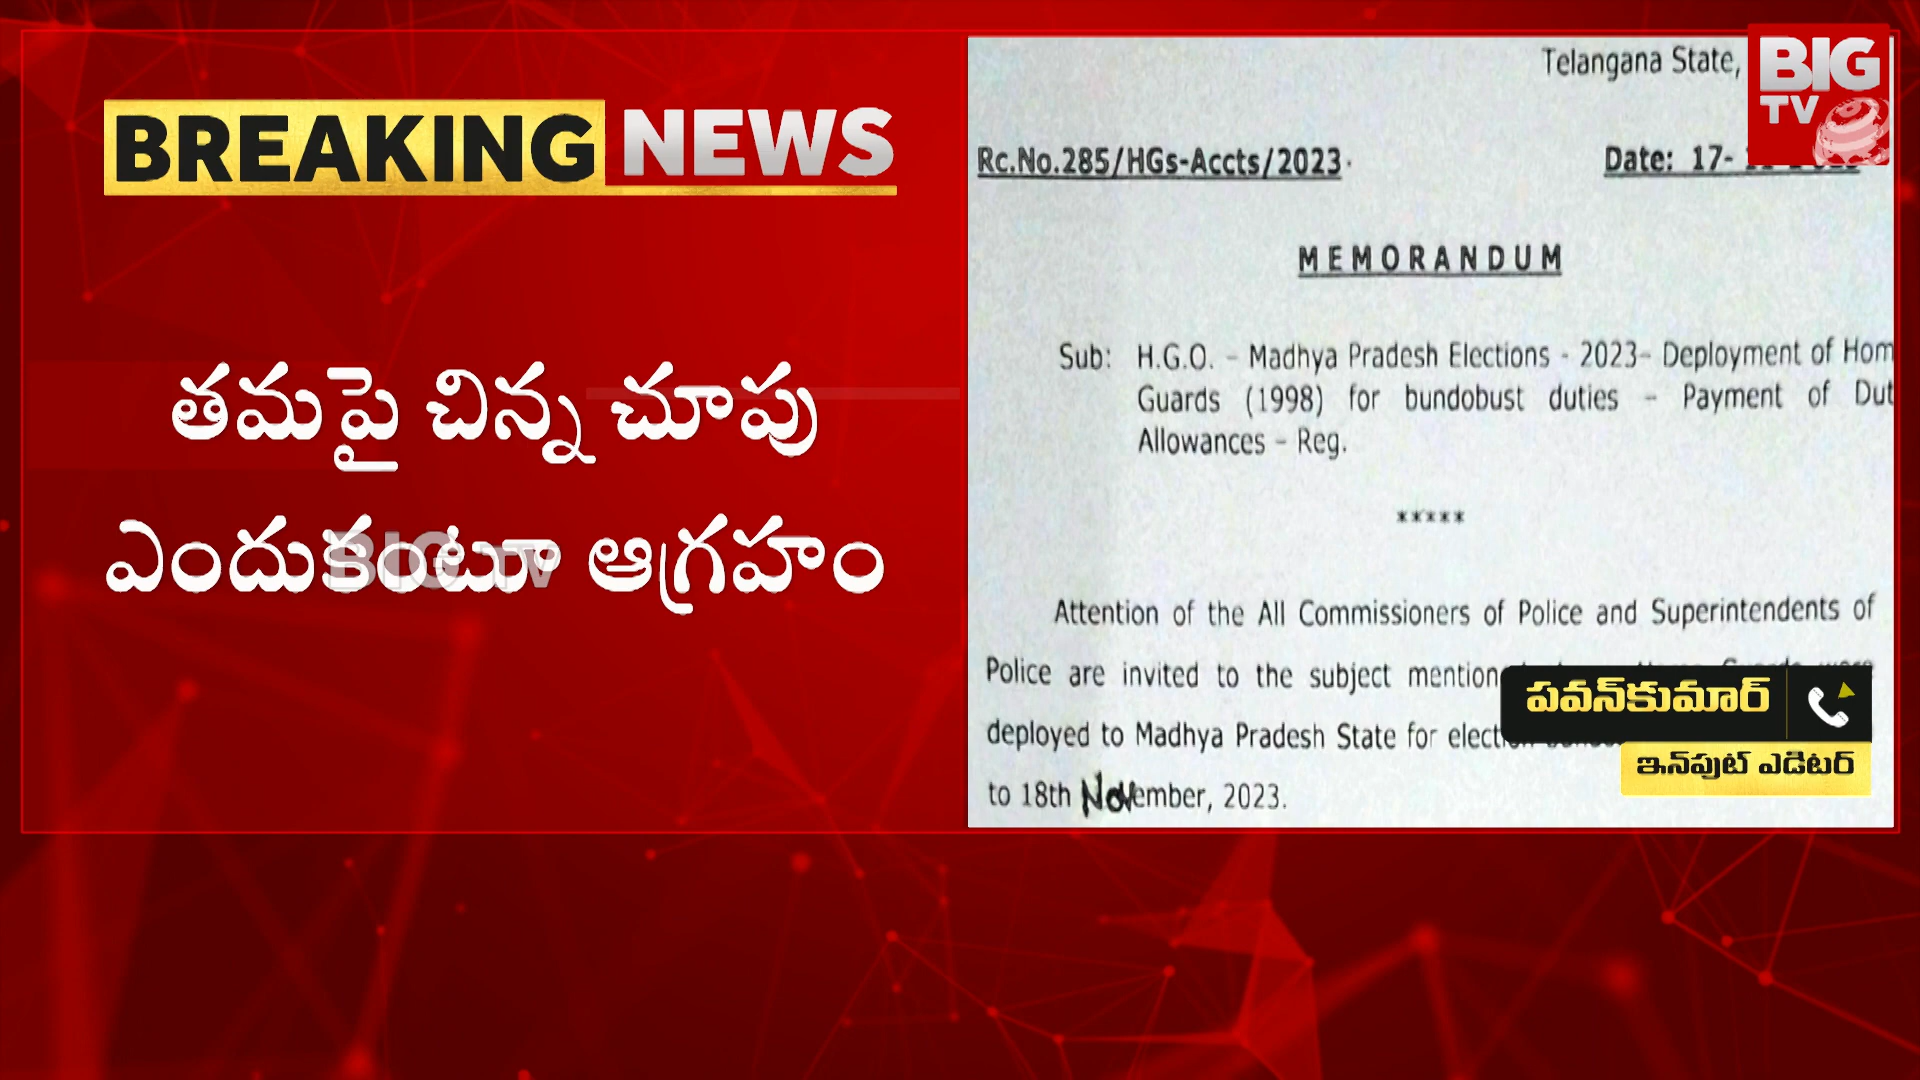 BREAKING NEWS
తమపై చిన్న చూపు
ఎందుకంటూ ఆగ్రహం
BIG TV
Telangana State,
BIG
TV
Rc.No.285/HGs-Accts/2023.
Date: 17-
MEMORANDUM
Sub: H.G.O. – Madhya Pradesh Elections - 2023– Deployment of Hom
Guards (1998) for bundobust duties – Payment of Dut
Allowances – Reg.
*****
Attention of the All Commissioners of Police and Superintendents of
Police are invited to the subject mention
deployed to Madhya Pradesh State for elect
to 18th November, 2023.
పవన్‌కుమార్
ఇన్‌పుట్ ఎడిటర్